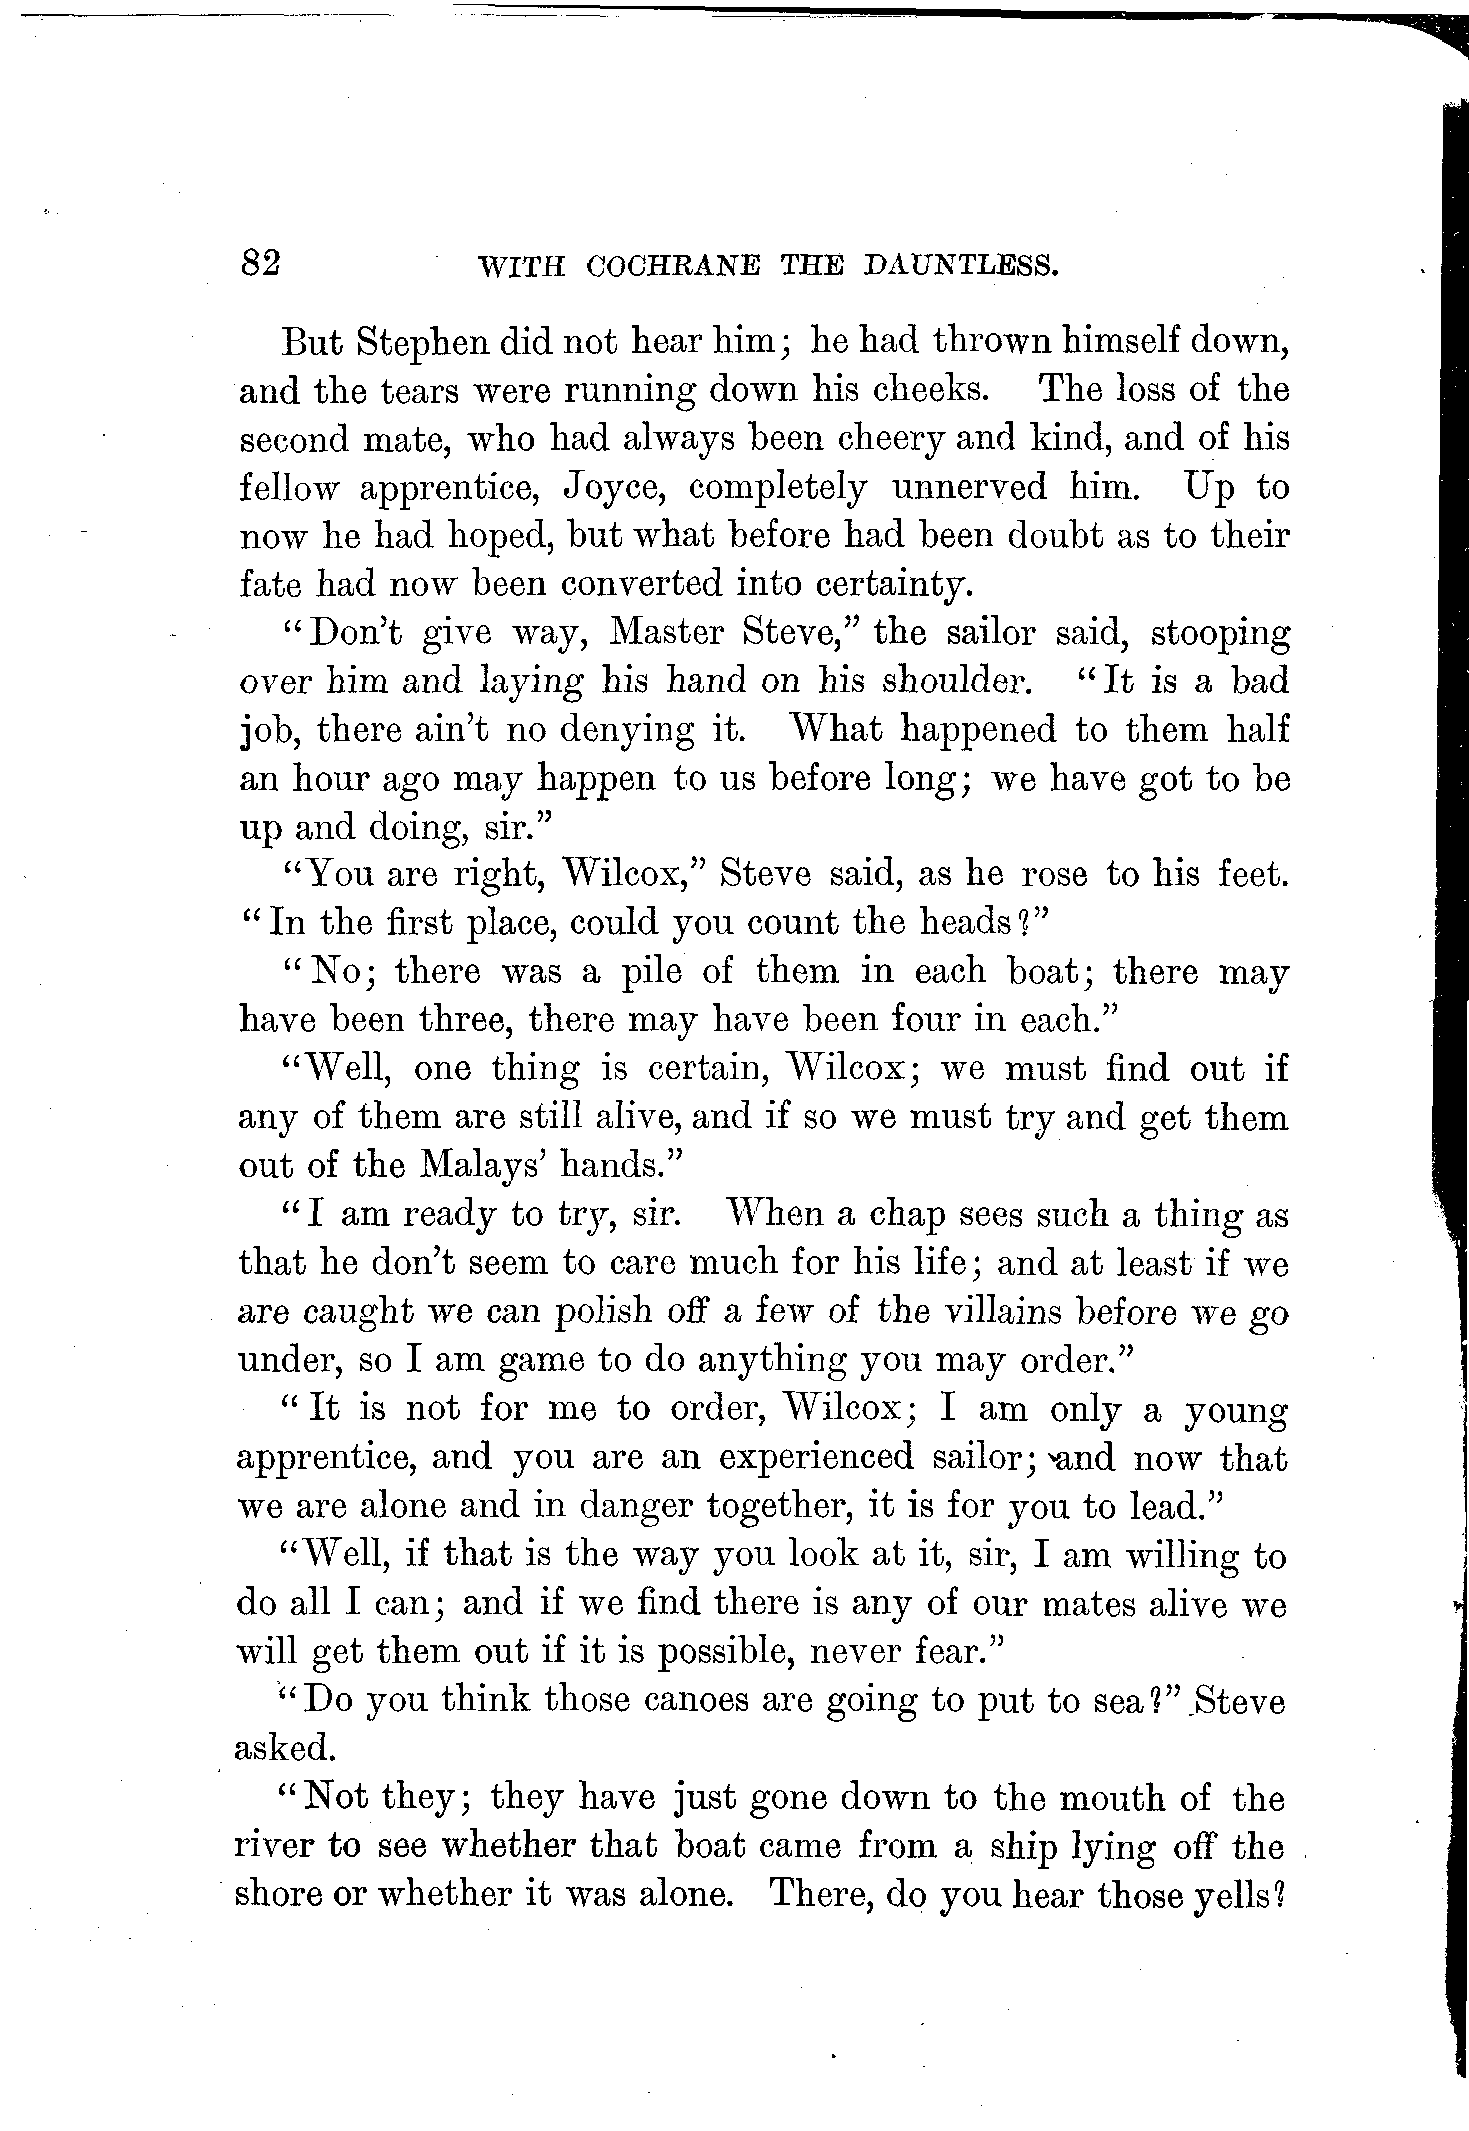 82 WITH COCHRANE THE DAUNTLESS.
But Stephen did not hear him; he had thrown himself down,
and the tears were running down his cheeks. The loss of the
second mate, who had always been cheery and kind, and of his
fellow apprentice, Joyce, completely unnerved him. Up to
now he had hoped, but what before had been doubt as to their
fate had now been converted into certainty.
"Don't give way, Master Steve," the sailor said, stooping
over him and laying his hand on his shoulder. "It is a bad
job, there ain't no denying it. What happened to them half
an hour ago may happen to us before long; we have got to be
up and doing, sir."
"You are right, Wilcox," Steve said, as he rose to his feet.
"In the first place, could you count the heads?"
"No; there was a pile of them in each boat; there may
have been three, there may have been four in each."
"Well, one thing is certain, Wilcox; we must find out if
any of them are still alive, and if so we must try and get them
out of the Malays' hands."
"I am ready to try, sir. When a chap sees such a thing as
that he don't seem to care much for his life; and at least if we
are caught we can polish off a few of the villains before we go
under, so I am game to do anything you may order."
"It is not for me to order, Wilcox; I am only a young
apprentice, and you are an experienced sailor; and now that
we are alone and in danger together, it is for you to lead."
"Well, if that is the way you look at it, sir, I am willing to
do all I can; and if we find there is any of our mates alive we
will get them out if it is possible, never fear."
"Do you think those canoes are going to put to sea?" Steve
asked.
"Not they; they have just gone down to the mouth of the
river to see whether that boat came from a ship lying off the
shore or whether it was alone. There, do you hear those yells?